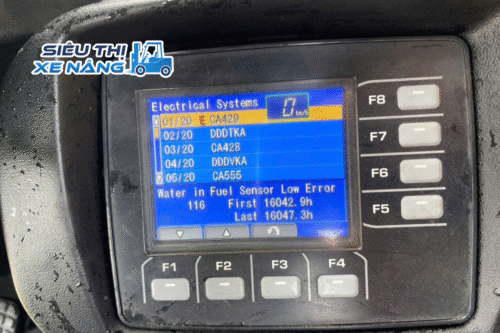 SIÊU THỊ
XE NÂNG
Electrical Systems
0 km/h
01/20 E CA429
02/20 DDDTKA
03/20 CA428
04/20 DDDVKA
05/20 CA555
Water in Fuel Sensor Low Error
116 First 16042.9h
Last 16047.3h
F8
F7
F6
F5
F1 F2 F3 F4